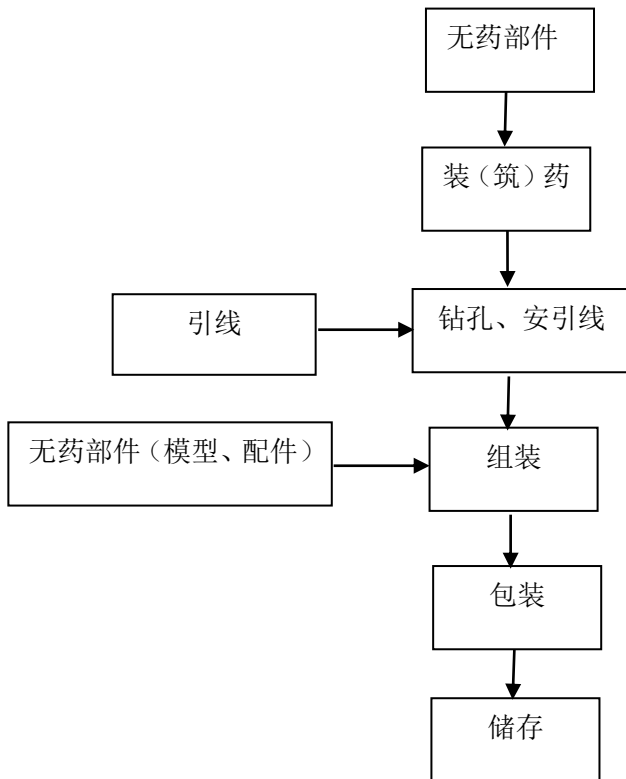 无药部件
装（筑）药
引线
钻孔、安引线
无药部件（模型、配件）
组装
包装
储存